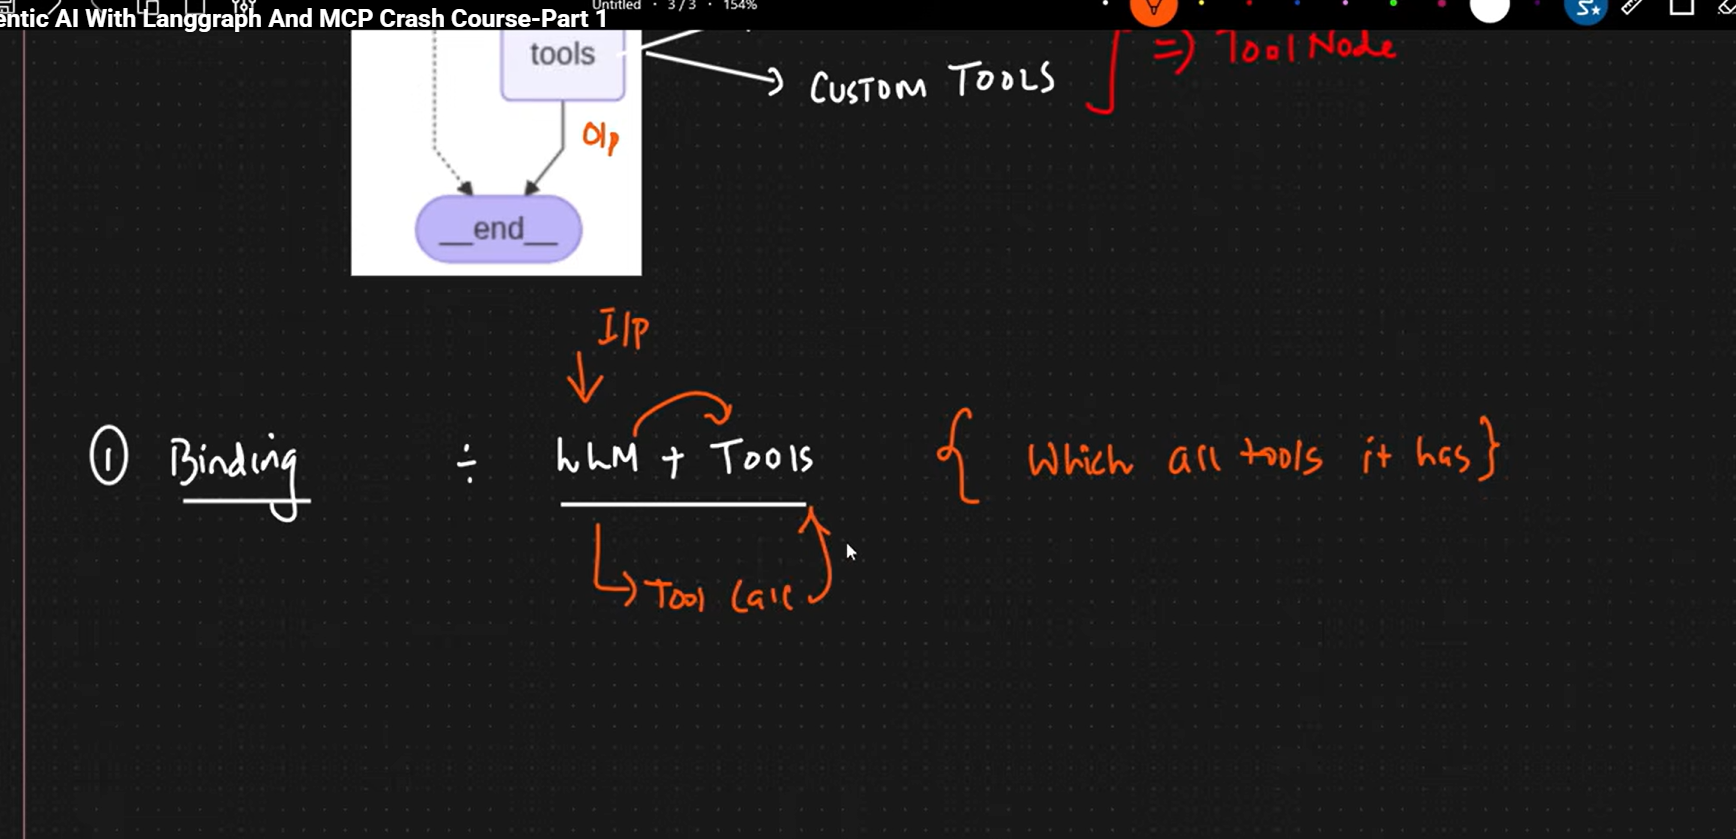 entic AI With Langgraph And MCP Crash Course-Part 1
Untitled · 3 / 3 · 154%
tools
CUSTOM TOOLS
=> Tool Node
O/p
__end__
I/P
① Binding ÷ LLM + Tools { Which all tools it has}
Tool Call